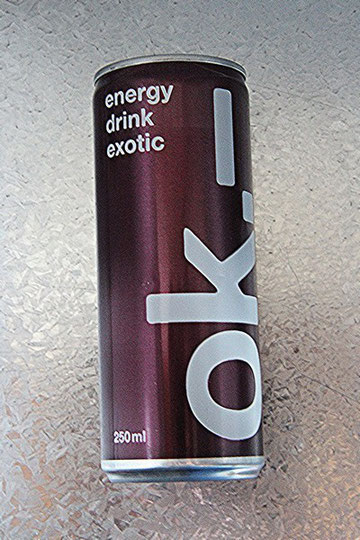 energy
drink
exotic
ok.–
250ml